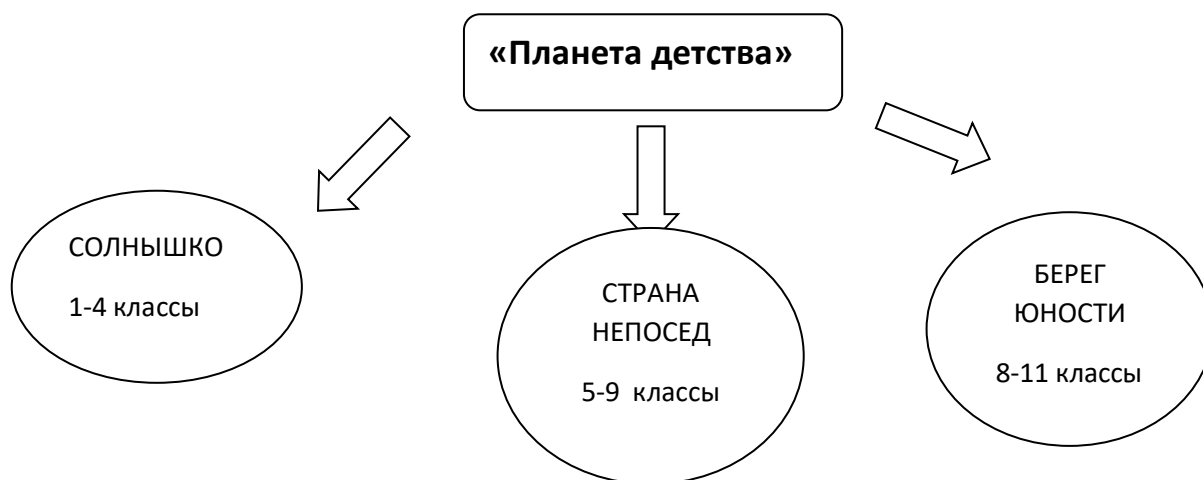 «Планета детства»
СОЛНЫШКО
1-4 классы
СТРАНА
НЕПОСЕД
5-9 классы
БЕРЕГ
ЮНОСТИ
8-11 классы